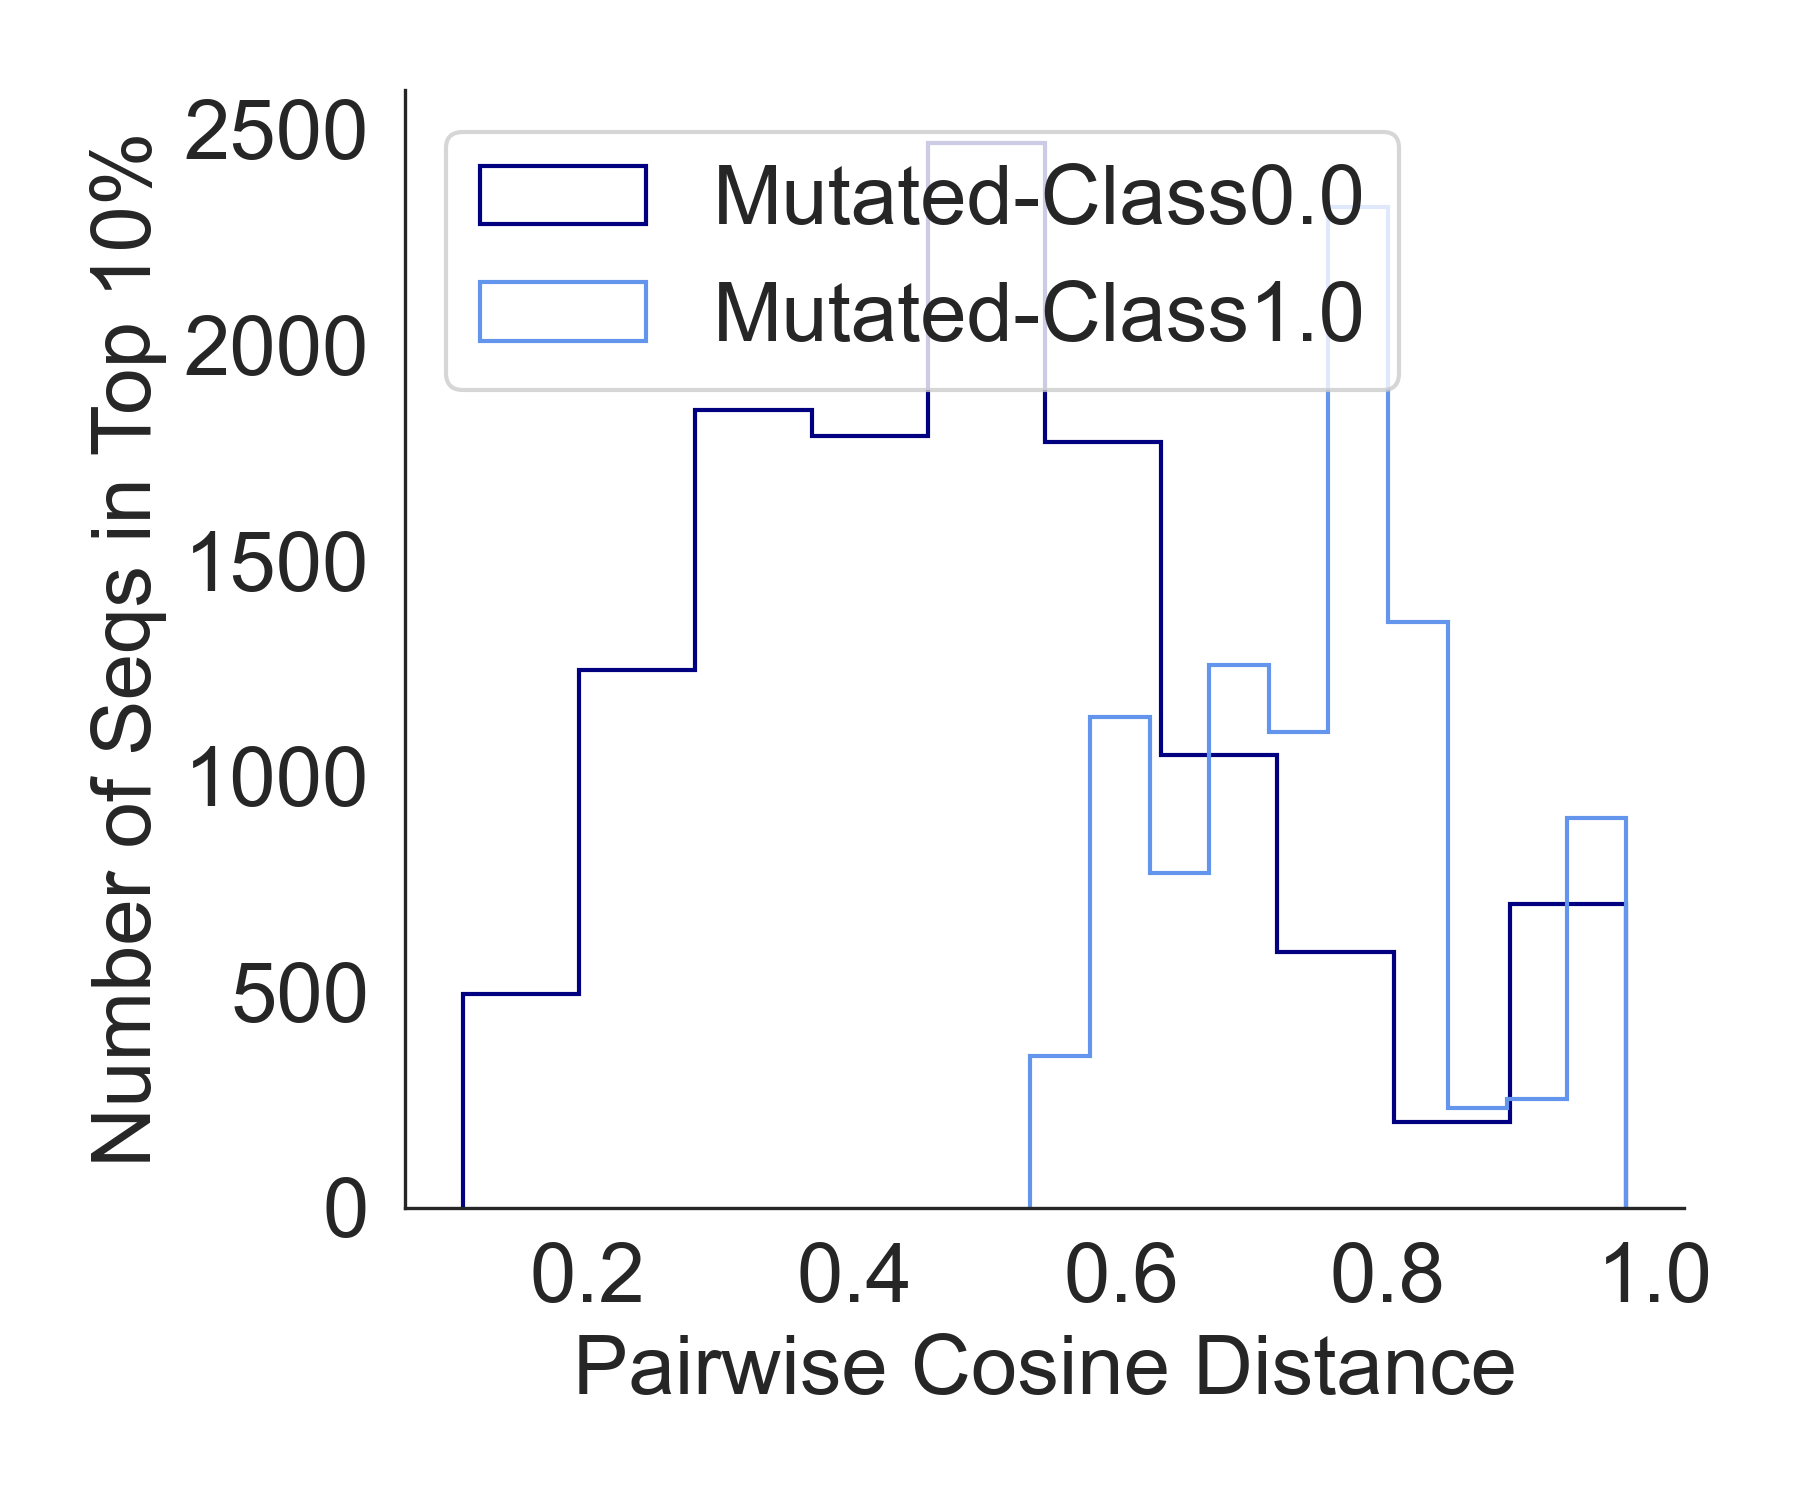 Number of Seqs in Top 10%
2500
2000
1500
1000
500
0
Mutated-Class0.0
Mutated-Class1.0
0.2 0.4 0.6 0.8 1.0
Pairwise Cosine Distance